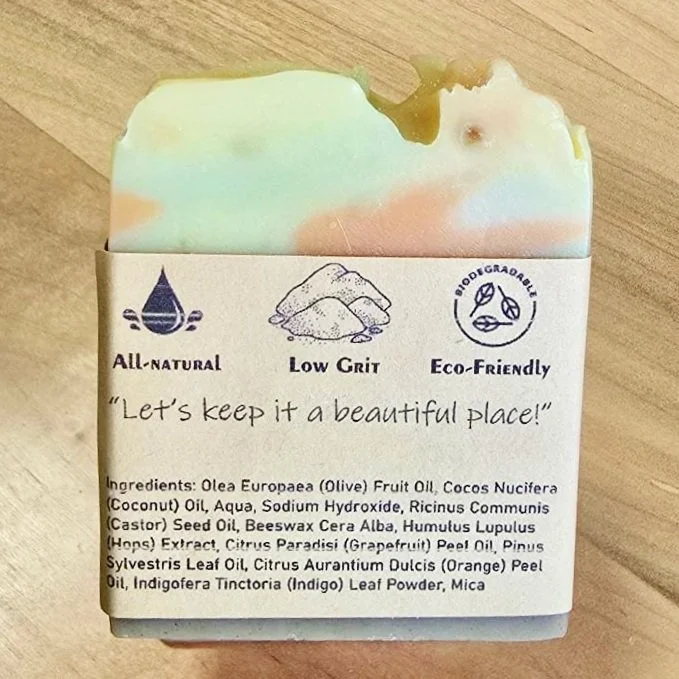 BIODEGRADABLE
All-natural Low Grit Eco-Friendly
"Let's keep it a beautiful place!"
Ingredients: Olea Europaea (Olive) Fruit Oil, Cocos Nucifera
(Coconut) Oil, Aqua, Sodium Hydroxide, Ricinus Communis
(Castor) Seed Oil, Beeswax Cera Alba, Humulus Lupulus
(Hops) Extract, Citrus Paradisi (Grapefruit) Peel Oil, Pinus
Sylvestris Leaf Oil, Citrus Aurantium Dulcis (Orange) Peel
Oil, Indigofera Tinctoria (Indigo) Leaf Powder, Mica